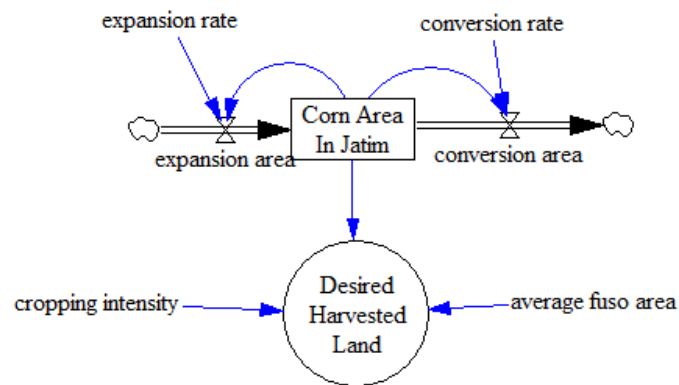 expansion rate
conversion rate
Corn Area
In Jatim
expansion area
conversion area
Desired
Harvested
Land
cropping intensity
average fuso area